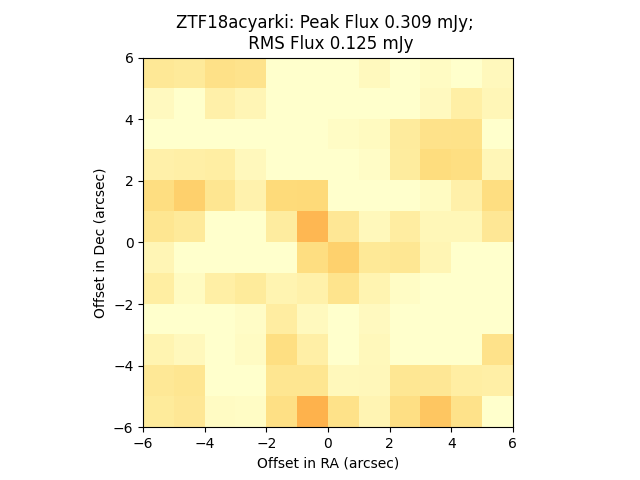 ZTF18acyarki: Peak Flux 0.309 mJy;
RMS Flux 0.125 mJy
Offset in Dec (arcsec)
6
4
2
0
−2
−4
−6
−6 −4 −2 0 2 4 6
Offset in RA (arcsec)